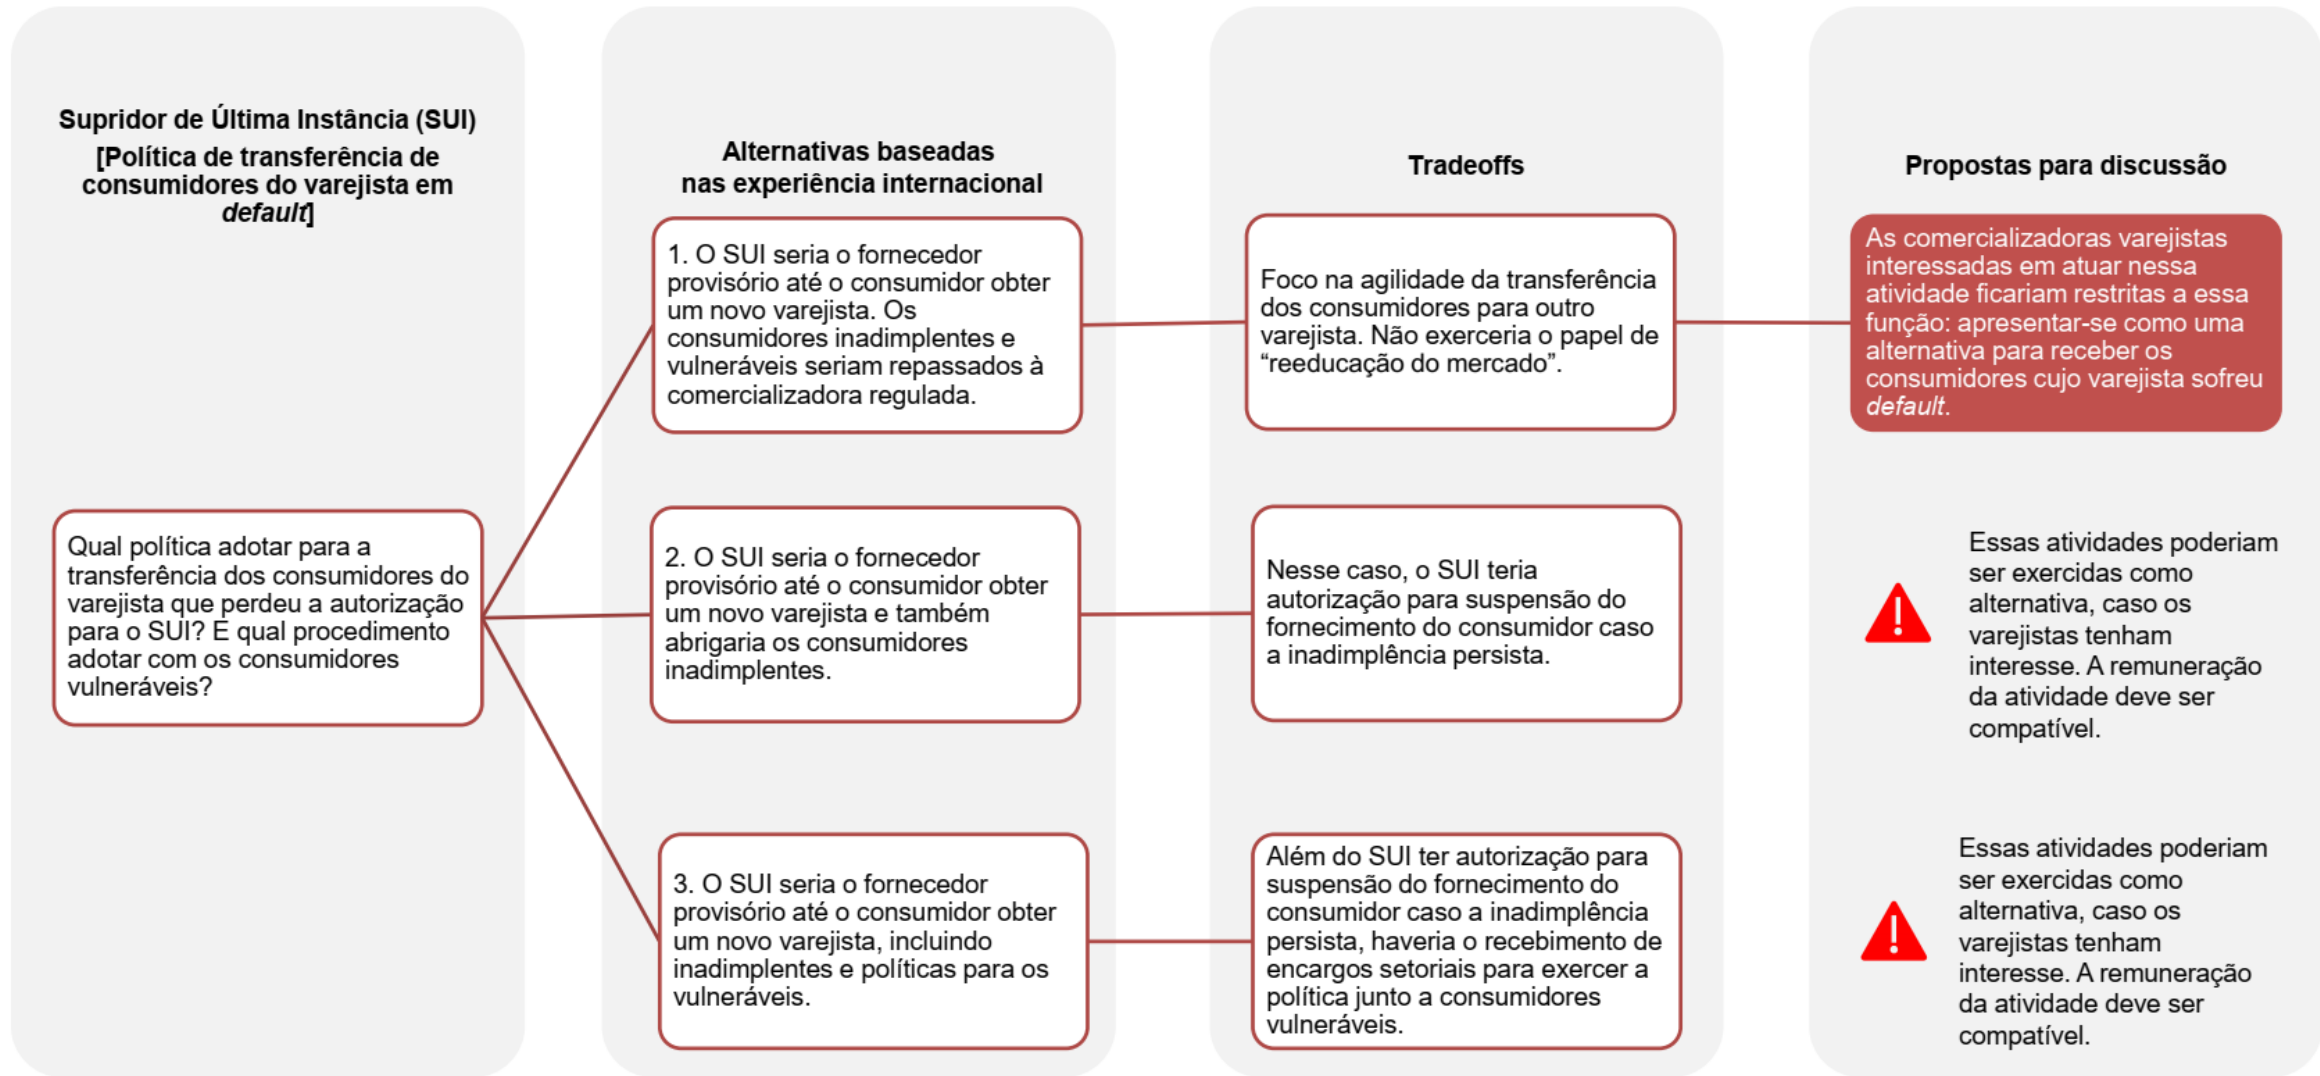 Supridor de Última Instância (SUI)
[Política de transferência de
consumidores do varejista em
default]
Qual política adotar para a
transferência dos consumidores do
varejista que perdeu a autorização
para o SUI? E qual procedimento
adotar com os consumidores
vulneráveis?
Alternativas baseadas
nas experiência internacional
1. O SUI seria o fornecedor
provisório até o consumidor obter
um novo varejista. Os
consumidores inadimplentes e
vulneráveis seriam repassados à
comercializadora regulada.
2. O SUI seria o fornecedor
provisório até o consumidor obter
um novo varejista e também
abrigaria os consumidores
inadimplentes.
3. O SUI seria o fornecedor
provisório até o consumidor obter
um novo varejista, incluindo
inadimplentes e políticas para os
vulneráveis.
Tradeoffs
Foco na agilidade da transferência
dos consumidores para outro
varejista. Não exerceria o papel de
“reeducação do mercado”.
Nesse caso, o SUI teria
autorização para suspensão do
fornecimento do consumidor caso
a inadimplência persista.
Além do SUI ter autorização para
suspensão do fornecimento do
consumidor caso a inadimplência
persista, haveria o recebimento de
encargos setoriais para exercer a
política junto a consumidores
vulneráveis.
Propostas para discussão
As comercializadoras varejistas
interessadas em atuar nessa
atividade ficariam restritas a essa
função: apresentar-se como uma
alternativa para receber os
consumidores cujo varejista sofreu
default.
Essas atividades poderiam
ser exercidas como
alternativa, caso os
varejistas tenham
interesse. A remuneração
da atividade deve ser
compatível.
Essas atividades poderiam
ser exercidas como
alternativa, caso os
varejistas tenham
interesse. A remuneração
da atividade deve ser
compatível.